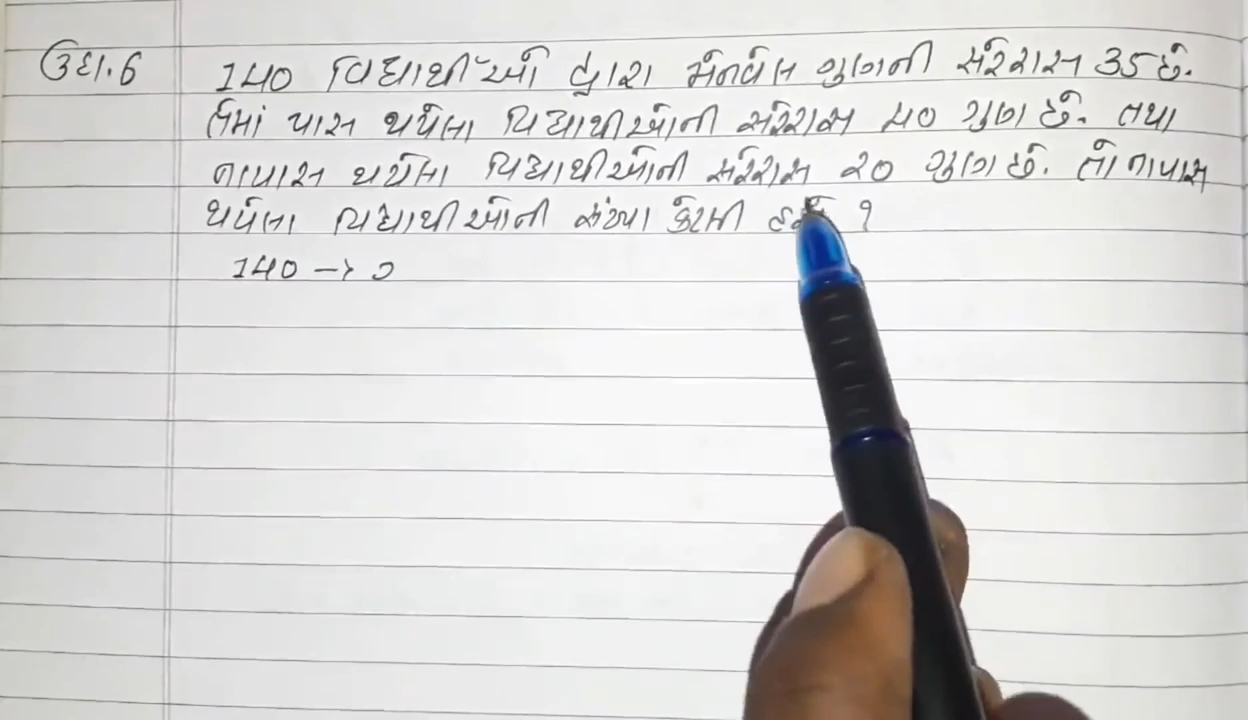 ઉદા.6 140 વિદ્યાર્થીઓ દ્વારા મેળવેલ ગુણની સરેરાશ 35 છે.
તેમાં પાસ થયેલા વિદ્યાર્થીઓની સરેરાશ 40 ગુણ છે. તથા
નાપાસ થયેલા વિદ્યાર્થીઓની સરેરાશ 20 ગુણ છે. તો નાપાસ
થયેલા વિદ્યાર્થીઓની સંખ્યા કેટલી ?
140 →